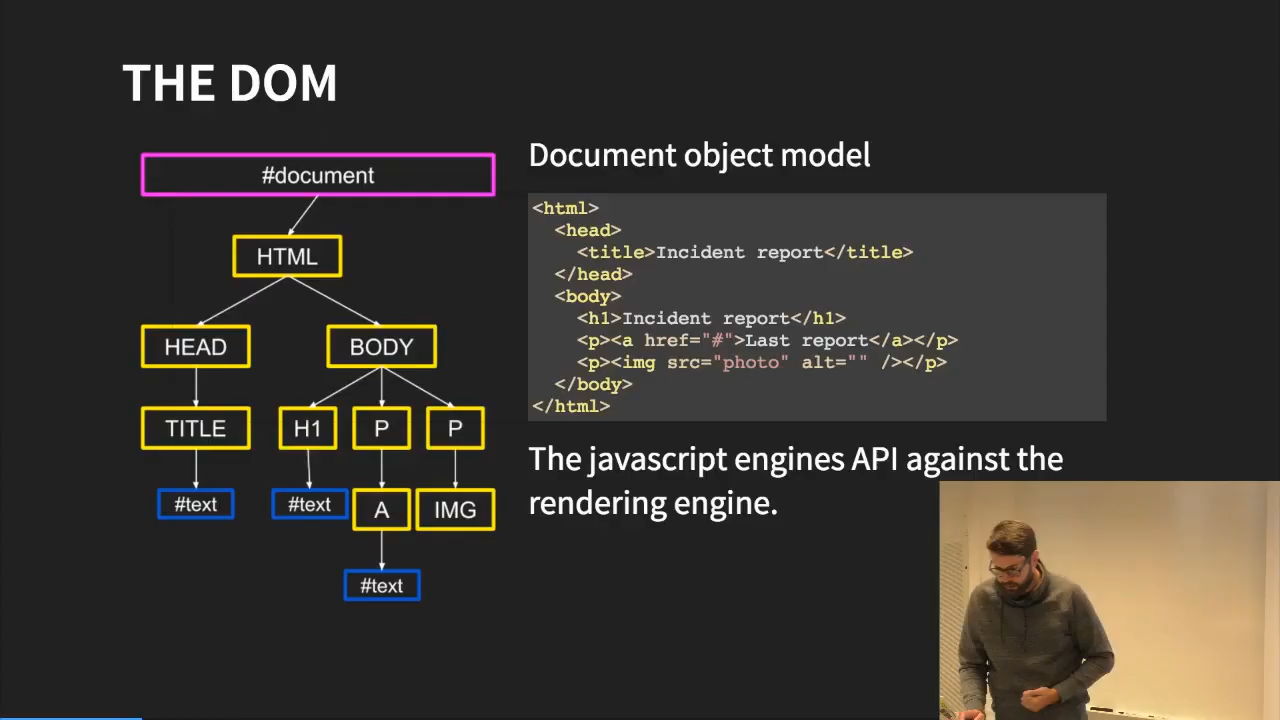 THE DOM
#document
HTML
HEAD BODY
TITLE H1 P P
#text #text A IMG
#text
Document object model
<html>
  <head>
    <title>Incident report</title>
  </head>
  <body>
    <h1>Incident report</h1>
    <p><a href="#">Last report</a></p>
    <p><img src="photo" alt="" /></p>
  </body>
</html>
The javascript engines API against the
rendering engine.